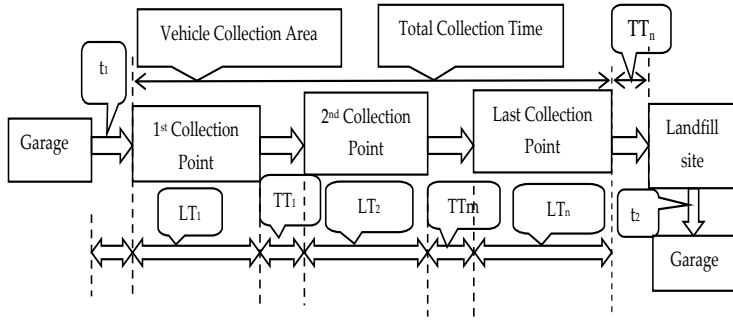 Vehicle Collection Area
Total Collection Time
TTn
t1
Garage
1st Collection
Point
2nd Collection
Point
Last Collection
Point
Landfill
site
LT1
TT1
LT2
TTm
LTn
t2
Garage